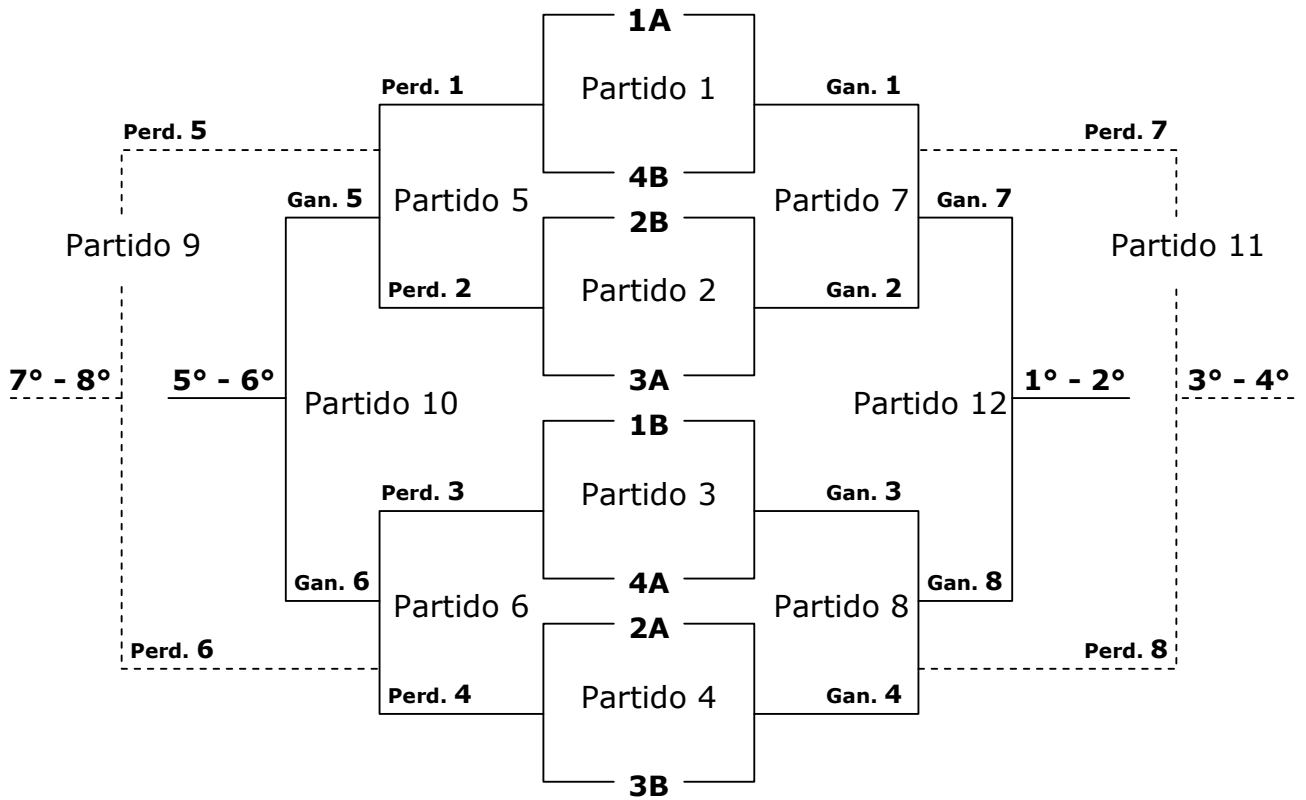 1A
Perd. 1
Partido 1
Gan. 1
Perd. 5
Perd. 7
4B
Gan. 5
Partido 5
Partido 7
Gan. 7
2B
Partido 9
Partido 11
Perd. 2
Partido 2
Gan. 2
7° - 8°
5° - 6°
3A
1° - 2°
3° - 4°
Partido 10
Partido 12
1B
Perd. 3
Partido 3
Gan. 3
Gan. 6
4A
Gan. 8
Partido 6
Partido 8
2A
Perd. 6
Perd. 8
Perd. 4
Partido 4
Gan. 4
3B